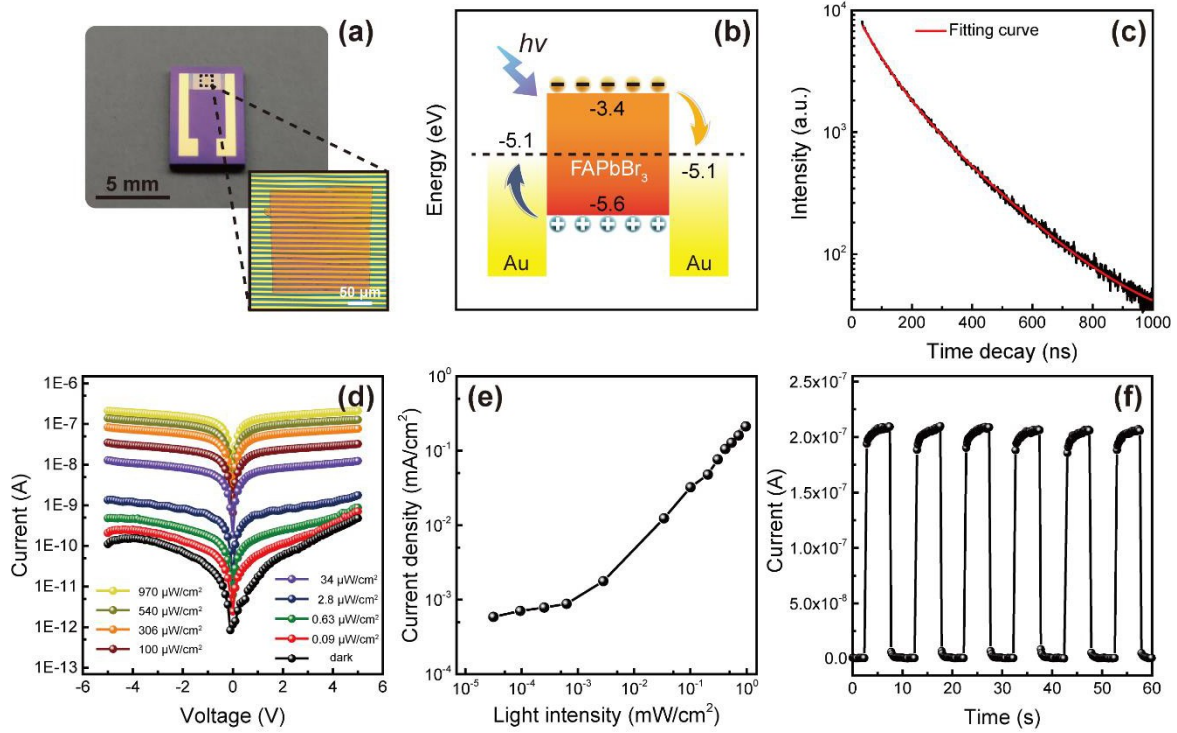 (a)
5 mm
50 µm
(b)
hv
Energy (eV)
-3.4
-5.1
FAPbBr3
-5.1
-5.6
Au
Au
(c)
Fitting curve
Intensity (a.u.)
10^4
10^3
10^2
0 200 400 600 800 1000
Time decay (ns)
(d)
Current (A)
1E-6
1E-7
1E-8
1E-9
1E-10
1E-11
1E-12
1E-13
970 µW/cm²
540 µW/cm²
306 µW/cm²
100 µW/cm²
34 µW/cm²
2.8 µW/cm²
0.63 µW/cm²
0.09 µW/cm²
dark
-6 -4 -2 0 2 4 6
Voltage (V)
(e)
Current density (mA/cm²)
10^0
10^-1
10^-2
10^-3
10^-4
10^-5 10^-4 10^-3 10^-2 10^-1 10^0
Light intensity (mW/cm²)
(f)
Current (A)
2.5x10^-7
2.0x10^-7
1.5x10^-7
1.0x10^-7
5.0x10^-8
0.0
0 10 20 30 40 50 60
Time (s)